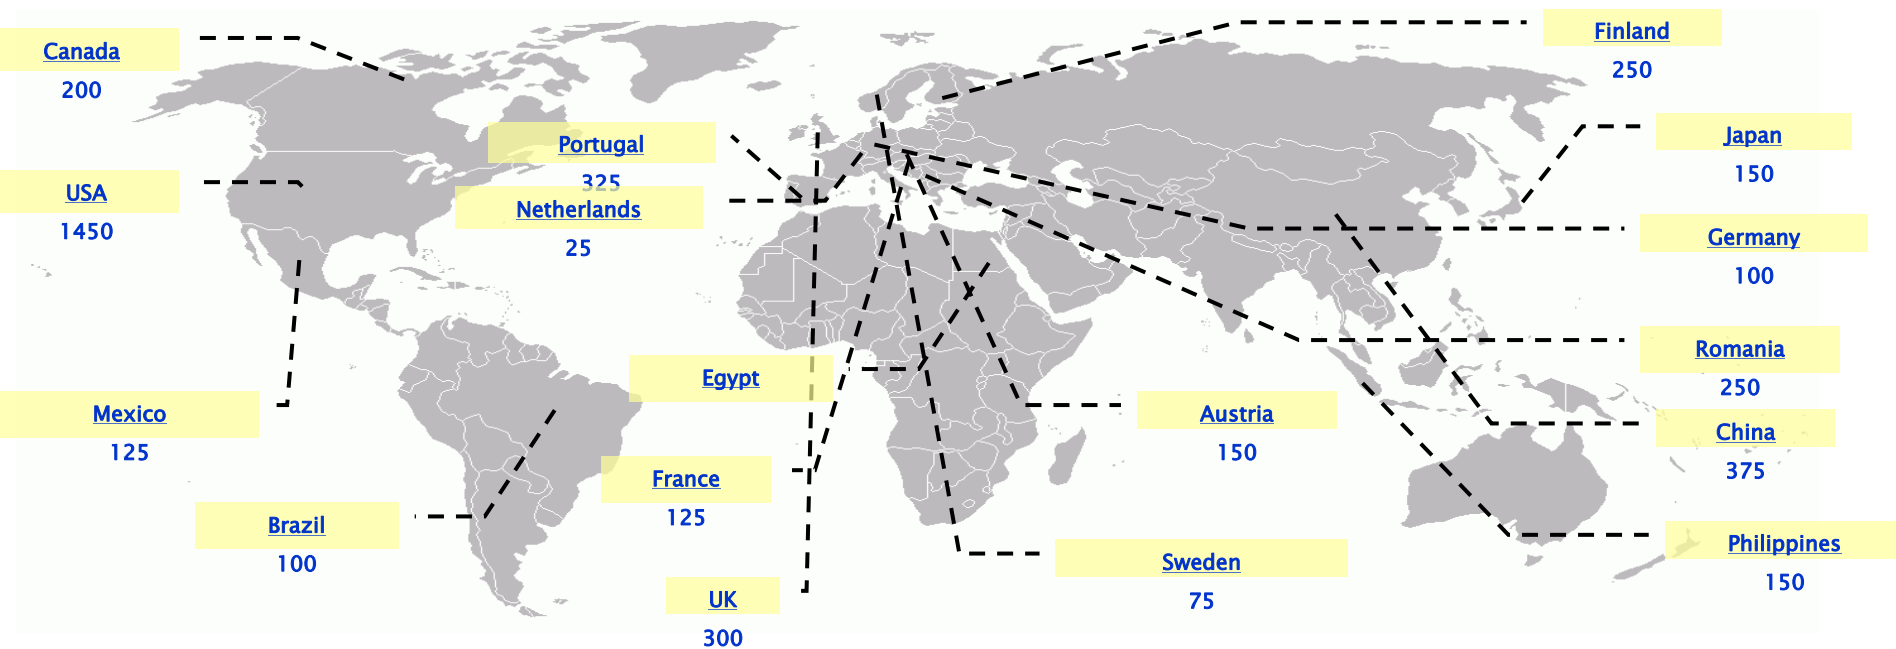 Canada
200
USA
1450
Mexico
125
Brazil
100
Portugal
325
Netherlands
25
Egypt
France
125
UK
300
Finland
250
Japan
150
Germany
100
Romania
250
China
375
Austria
150
Sweden
75
Philippines
150